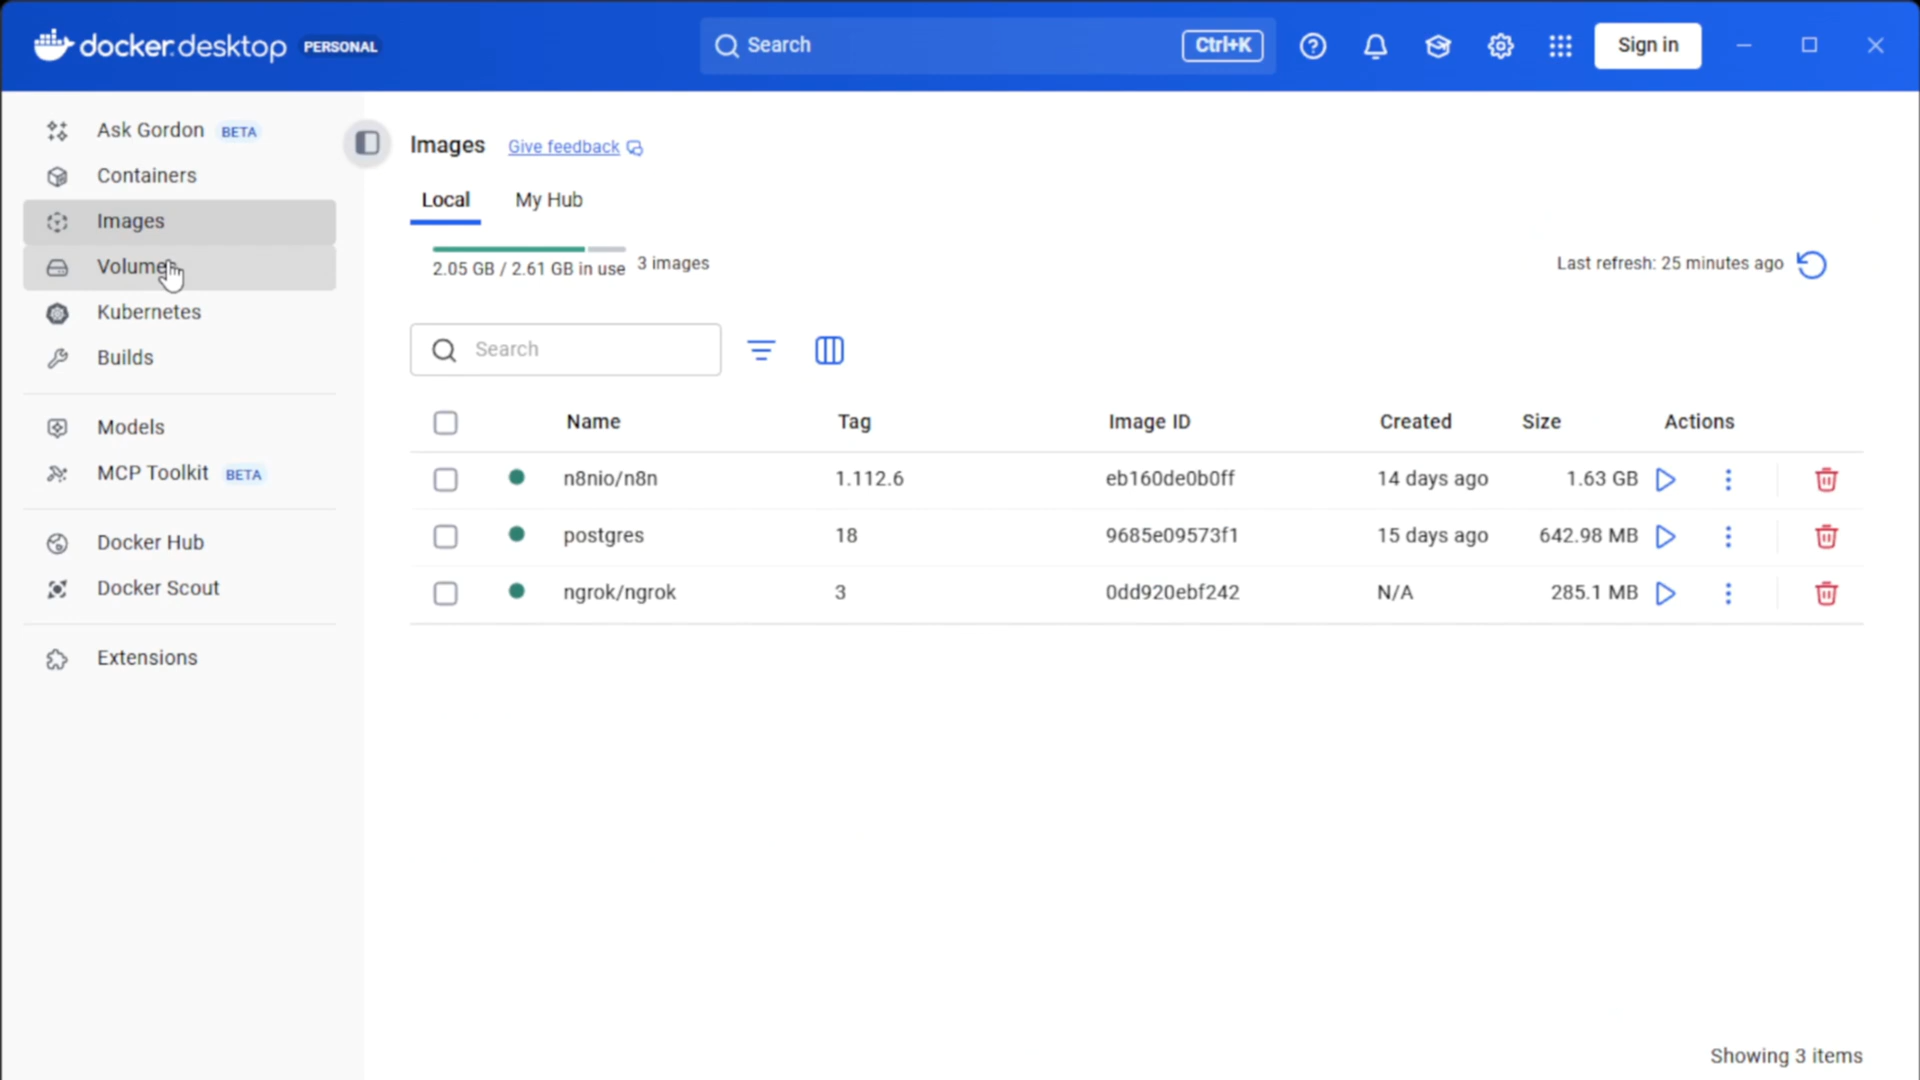 docker.desktop PERSONAL
Search
Ctrl+K
Sign in
Ask Gordon BETA
Containers
Images
Volumes
Kubernetes
Builds
Models
MCP Toolkit BETA
Docker Hub
Docker Scout
Extensions
Images Give feedback
Local My Hub
2.05 GB / 2.61 GB in use 3 images
Last refresh: 25 minutes ago
Search
Name Tag Image ID Created Size Actions
n8nio/n8n 1.112.6 eb160de0b0ff 14 days ago 1.63 GB
postgres 18 9685e09573f1 15 days ago 642.98 MB
ngrok/ngrok 3 0dd920ebf242 N/A 285.1 MB
Showing 3 items